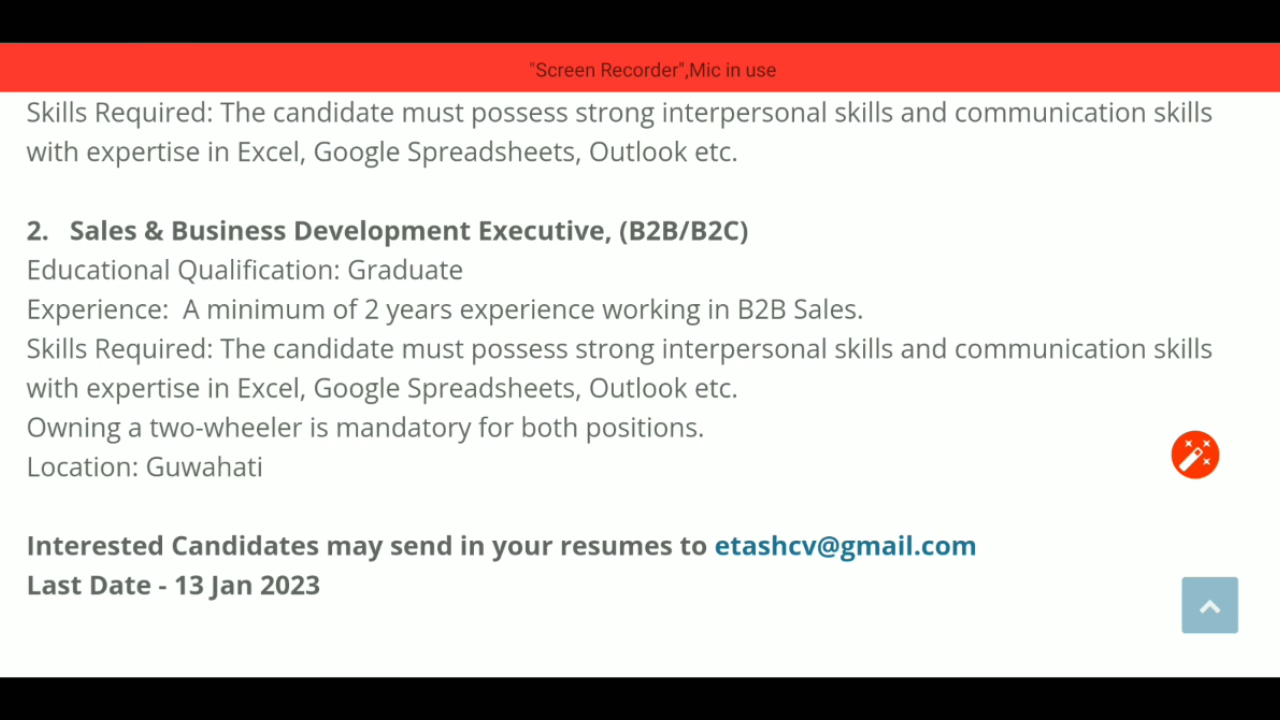 "Screen Recorder",Mic in use
Skills Required: The candidate must possess strong interpersonal skills and communication skills
with expertise in Excel, Google Spreadsheets, Outlook etc.
2. Sales & Business Development Executive, (B2B/B2C)
Educational Qualification: Graduate
Experience: A minimum of 2 years experience working in B2B Sales.
Skills Required: The candidate must possess strong interpersonal skills and communication skills
with expertise in Excel, Google Spreadsheets, Outlook etc.
Owning a two-wheeler is mandatory for both positions.
Location: Guwahati
Interested Candidates may send in your resumes to etashcv@gmail.com
Last Date - 13 Jan 2023